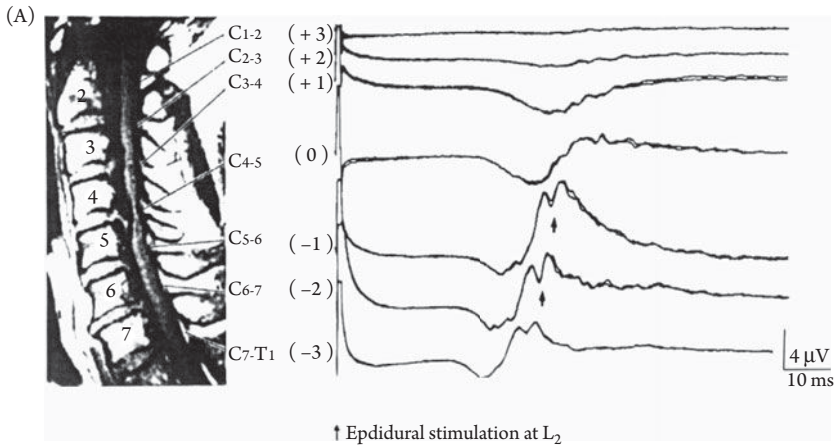 (A)
C1-2 (+3)
C2-3 (+2)
C3-4 (+1)
C4-5 (0)
C5-6 (−1)
C6-7 (−2)
C7-T1 (−3)
2
3
4
5
6
7
4 μV
10 ms
Epdidural stimulation at L2